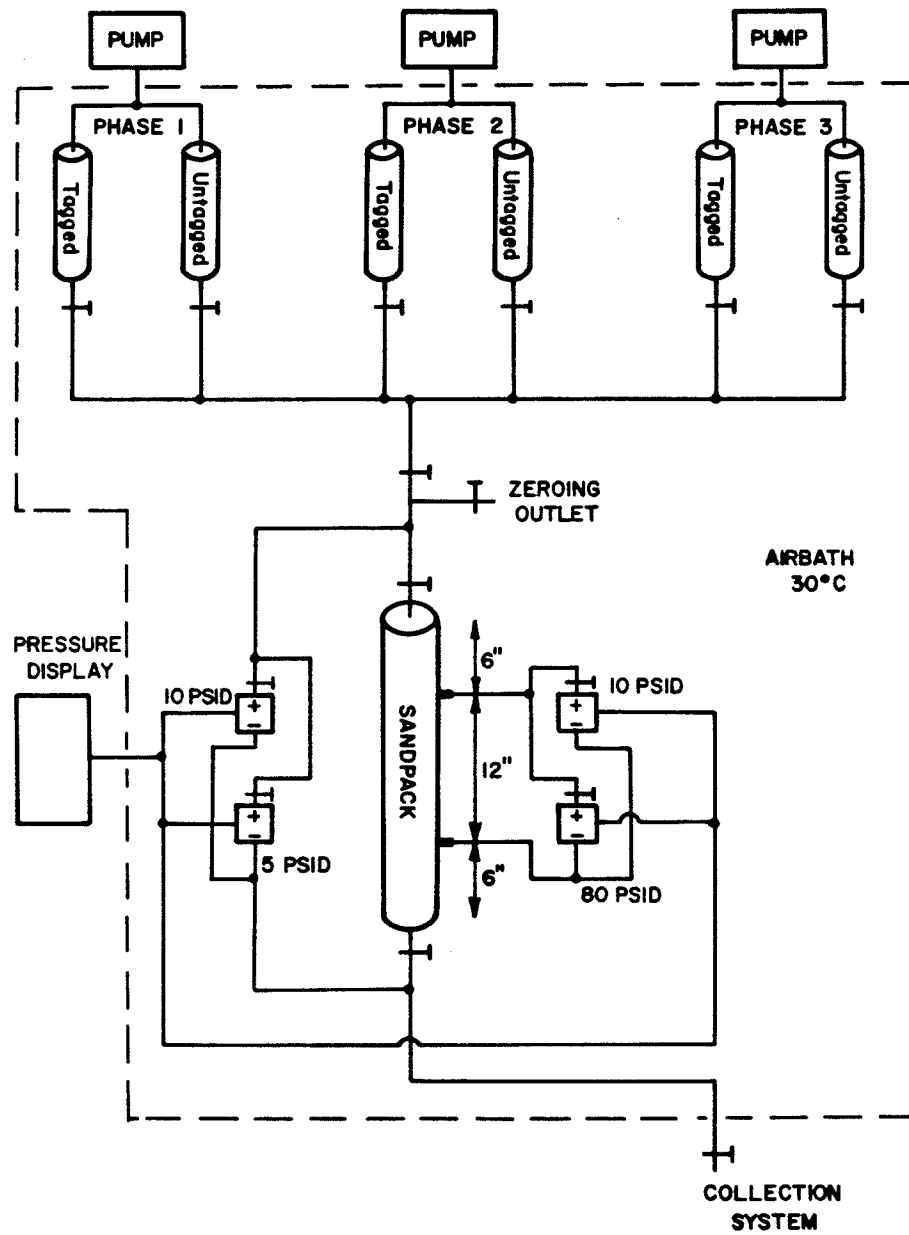 PUMP
PUMP
PUMP
PHASE 1
PHASE 2
PHASE 3
Tagged
Untagged
Tagged
Untagged
Tagged
Untagged
ZEROING
OUTLET
AIRBATH
30°C
PRESSURE
DISPLAY
10 PSID
+
-
+
-
5 PSID
SANDPACK
6"
12"
6"
10 PSID
+
-
+
-
80 PSID
COLLECTION
SYSTEM